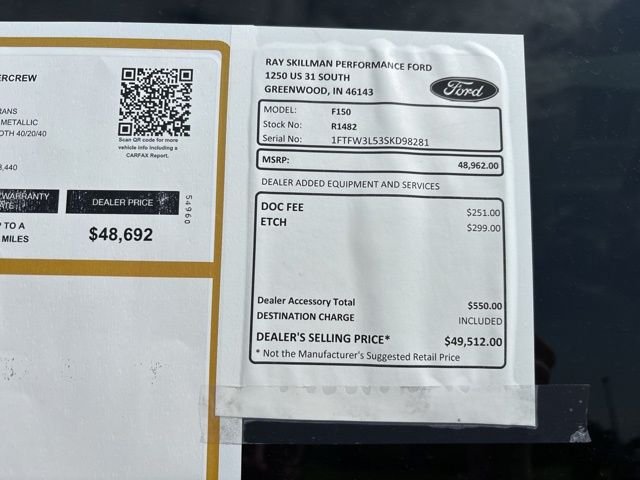 ERCREW
RANS
METALLIC
OTH 40/20/40
Scan QR code for more
vehicle info including a
CARFAX Report.
8,440
WARRANTY
DEALER PRICE
54960
P TO A
MILES
$48,692
RAY SKILLMAN PERFORMANCE FORD
1250 US 31 SOUTH
GREENWOOD, IN 46143
Ford
MODEL: F150
Stock No: R1482
Serial No: 1FTFW3L53SKD98281
MSRP: 48,962.00
DEALER ADDED EQUIPMENT AND SERVICES
DOC FEE $251.00
ETCH $299.00
Dealer Accessory Total $550.00
DESTINATION CHARGE INCLUDED
DEALER'S SELLING PRICE* $49,512.00
* Not the Manufacturer's Suggested Retail Price